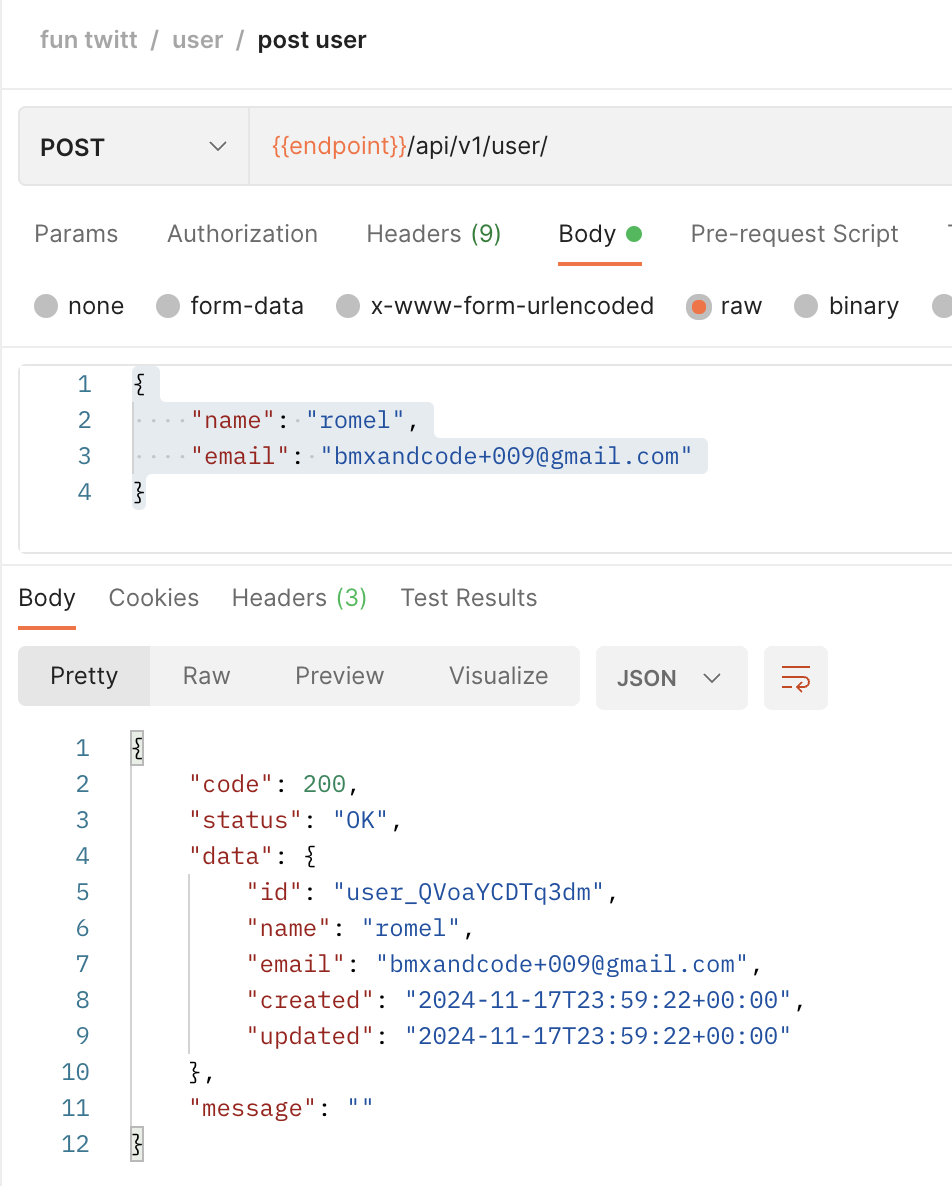 fun twitt / user / post user
POST {{endpoint}}/api/v1/user/
Params Authorization Headers (9) Body Pre-request Script
none form-data x-www-form-urlencoded raw binary
1 {
2 "name": "romel",
3 "email": "bmxandcode+009@gmail.com"
4 }
Body Cookies Headers (3) Test Results
Pretty Raw Preview Visualize JSON
1 {
2 "code": 200,
3 "status": "OK",
4 "data": {
5 "id": "user_QVoaYCDTq3dm",
6 "name": "romel",
7 "email": "bmxandcode+009@gmail.com",
8 "created": "2024-11-17T23:59:22+00:00",
9 "updated": "2024-11-17T23:59:22+00:00"
10 },
11 "message": ""
12 }